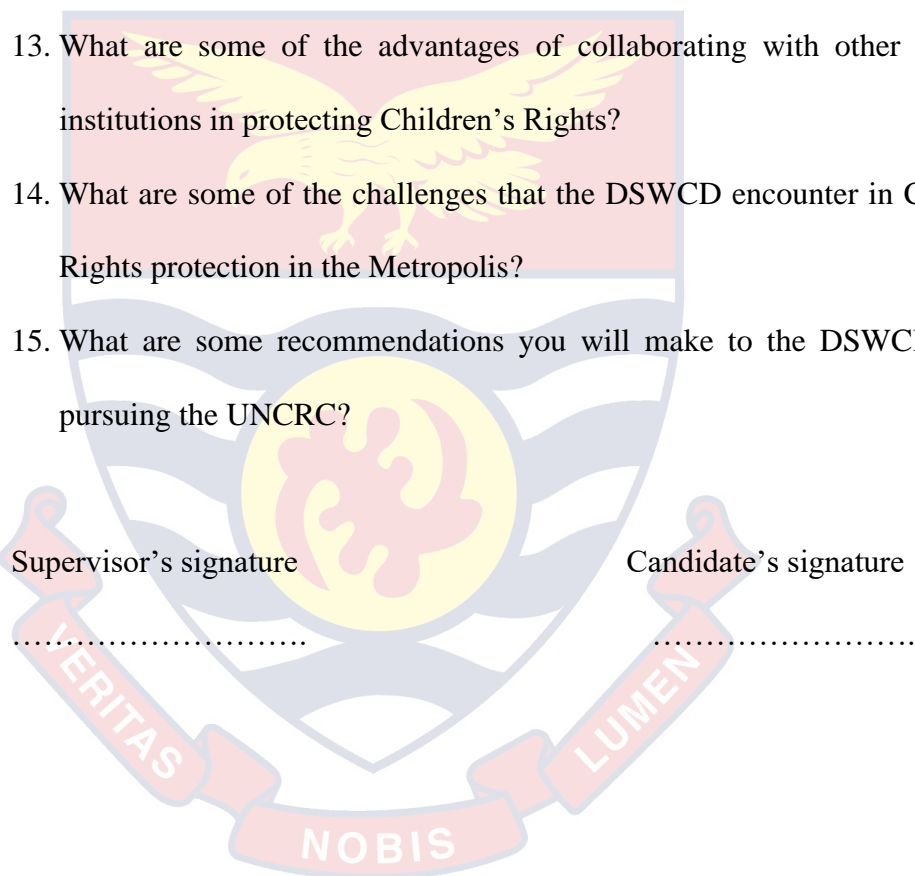 13. What are some of the advantages of collaborating with other
institutions in protecting Children’s Rights?
14. What are some of the challenges that the DSWCD encounter in
Rights protection in the Metropolis?
15. What are some recommendations you will make to the
pursuing the UNCRC?
Supervisor’s signature Candidate’s signature
…………………………. ……………………….
VERITAS NOBIS LUMEN